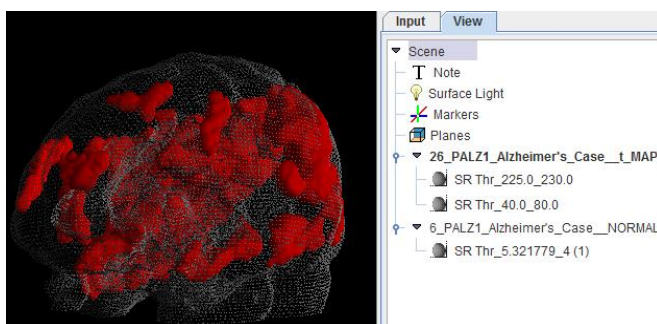 Input View
Scene
Note
Surface Light
Markers
Planes
26_PALZ1_Alzheimer's_Case__t_MAP
SR Thr_225.0_230.0
SR Thr_40.0_80.0
6_PALZ1_Alzheimer's_Case__NORMAL
SR Thr_5.321779_4 (1)